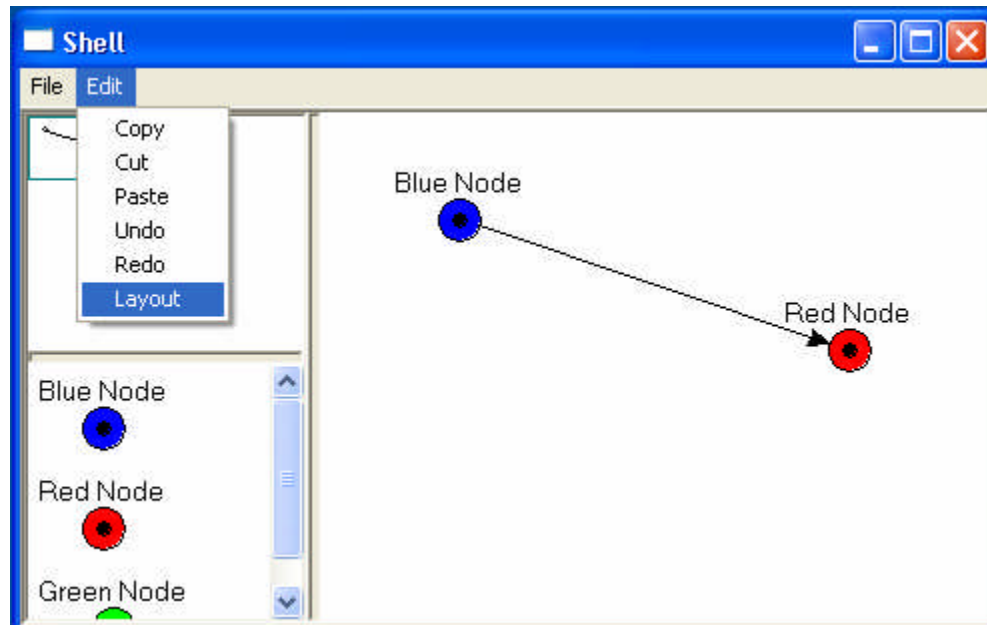 Shell
File Edit
Copy
Cut
Paste
Undo
Redo
Layout
Blue Node
Red Node
Blue Node
Red Node
Green Node